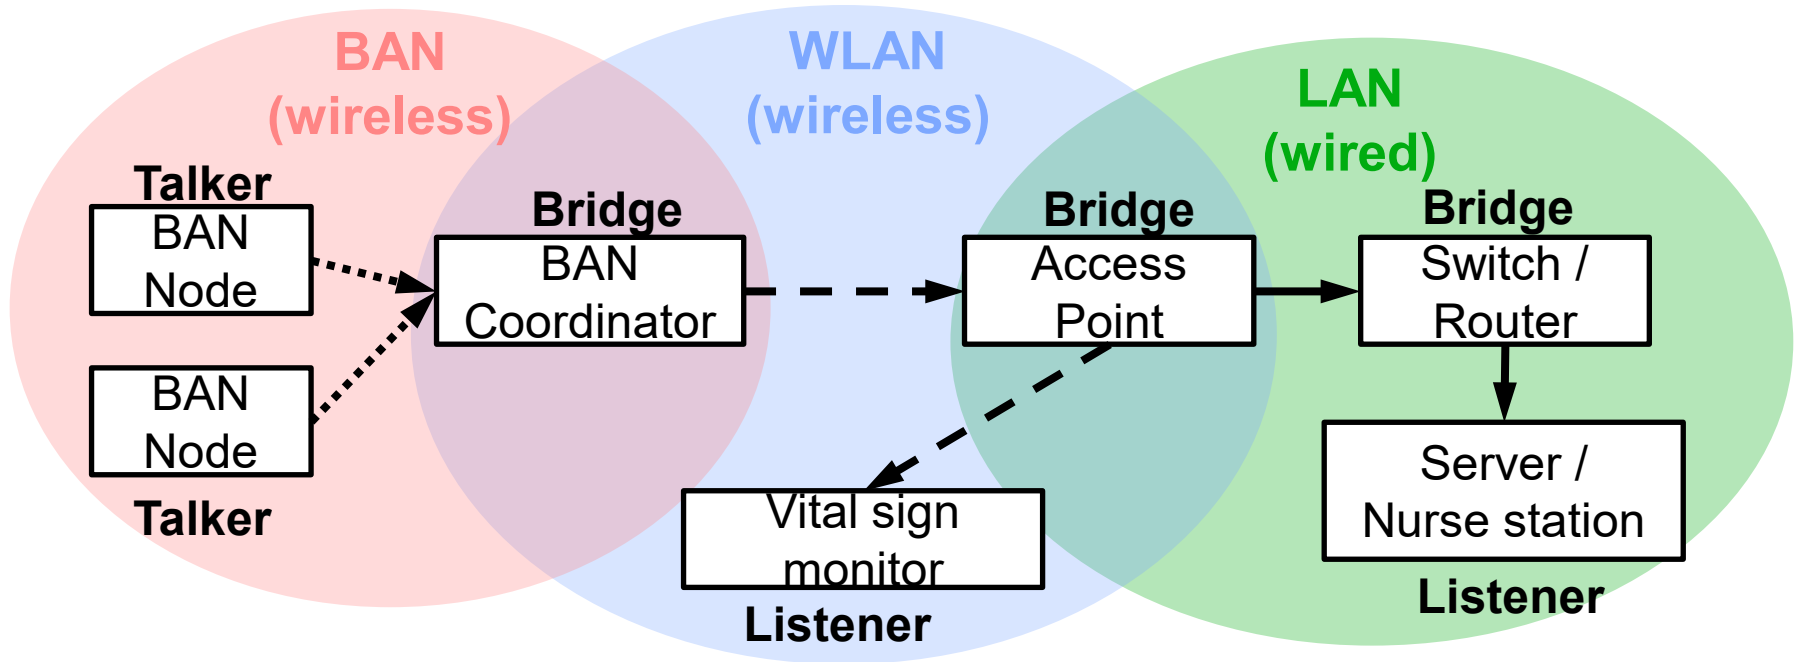 BAN
(wireless)
WLAN
(wireless)
LAN
(wired)
Talker
BAN
Node
BAN
Node
Talker
Bridge
BAN
Coordinator
Bridge
Access
Point
Bridge
Switch /
Router
Vital sign
monitor
Listener
Server /
Nurse station
Listener